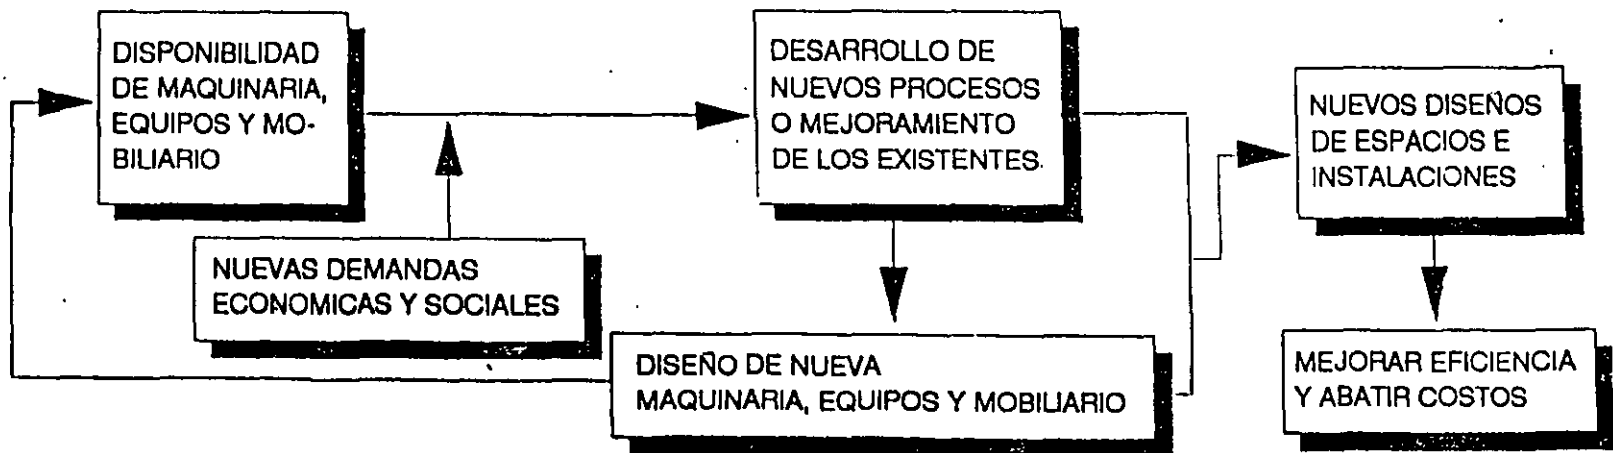 DISPONIBILIDAD
DE MAQUINARIA,
EQUIPOS Y MO-
BILIARIO
DESARROLLO DE
NUEVOS PROCESOS
O MEJORAMIENTO
DE LOS EXISTENTES.
NUEVOS DISEÑOS
DE ESPACIOS E
INSTALACIONES
NUEVAS DEMANDAS
ECONOMICAS Y SOCIALES
DISEÑO DE NUEVA
MAQUINARIA, EQUIPOS Y MOBILIARIO
MEJORAR EFICIENCIA
Y ABATIR COSTOS